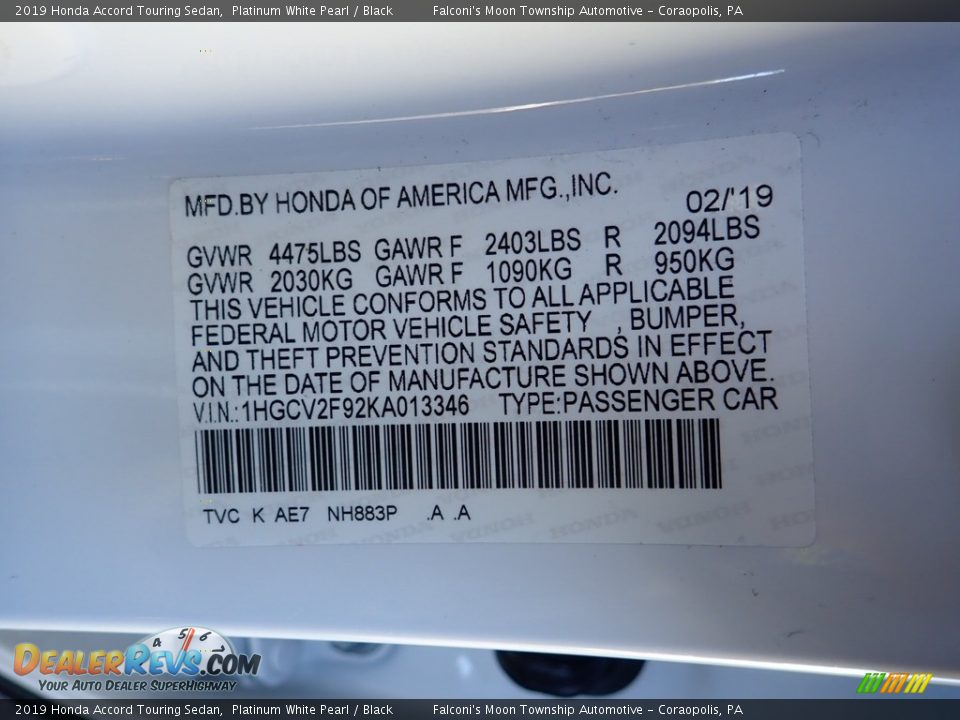 2019 Honda Accord Touring Sedan, Platinum White Pearl / Black Falconi's Moon Township Automotive - Coraopolis, PA
MFD.BY HONDA OF AMERICA MFG.,INC.
02/'19
GVWR 4475LBS GAWR F 2403LBS R 2094LBS
GVWR 2030KG GAWR F 1090KG R 950KG
THIS VEHICLE CONFORMS TO ALL APPLICABLE
FEDERAL MOTOR VEHICLE SAFETY , BUMPER,
AND THEFT PREVENTION STANDARDS IN EFFECT
ON THE DATE OF MANUFACTURE SHOWN ABOVE.
V.I.N.:1HGCV2F92KA013346 TYPE:PASSENGER CAR
TVC K AE7 NH883P .A .A
4 5 6
DEALERREVS.COM
YOUR AUTO DEALER SUPERHIGHWAY
2019 Honda Accord Touring Sedan, Platinum White Pearl / Black Falconi's Moon Township Automotive - Coraopolis, PA